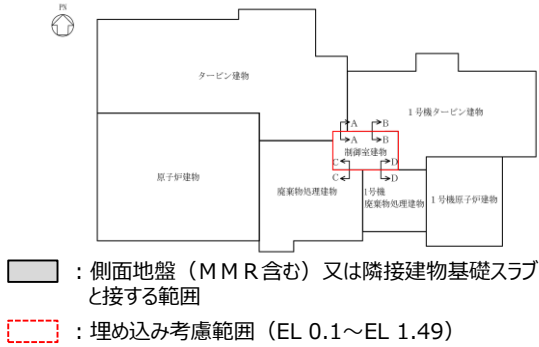 PN
タービン建物
1号機タービン建物
A B
A B
制御室建物
C D
C D
原子炉建物
廃棄物処理建物
1号機
廃棄物処理建物
1号機原子炉建物
：側面地盤（ＭＭＲ含む）又は隣接建物基礎スラブ
と接する範囲
：埋め込み考慮範囲（EL 0.1～EL 1.49）